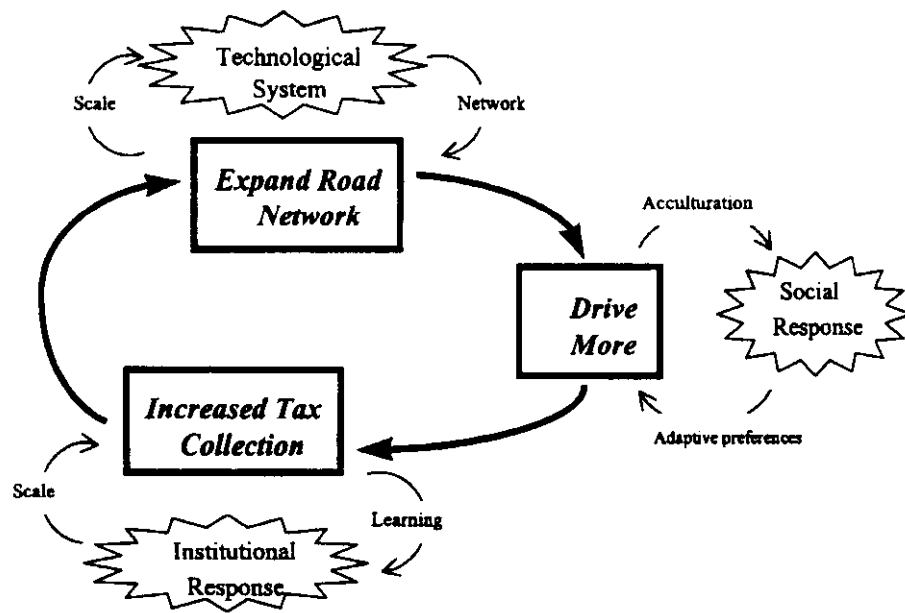 Technological
System
Scale
Network
Expand Road
Network
Acculturation
Social
Response
Drive
More
Adaptive preferences
Increased Tax
Collection
Scale
Learning
Institutional
Response